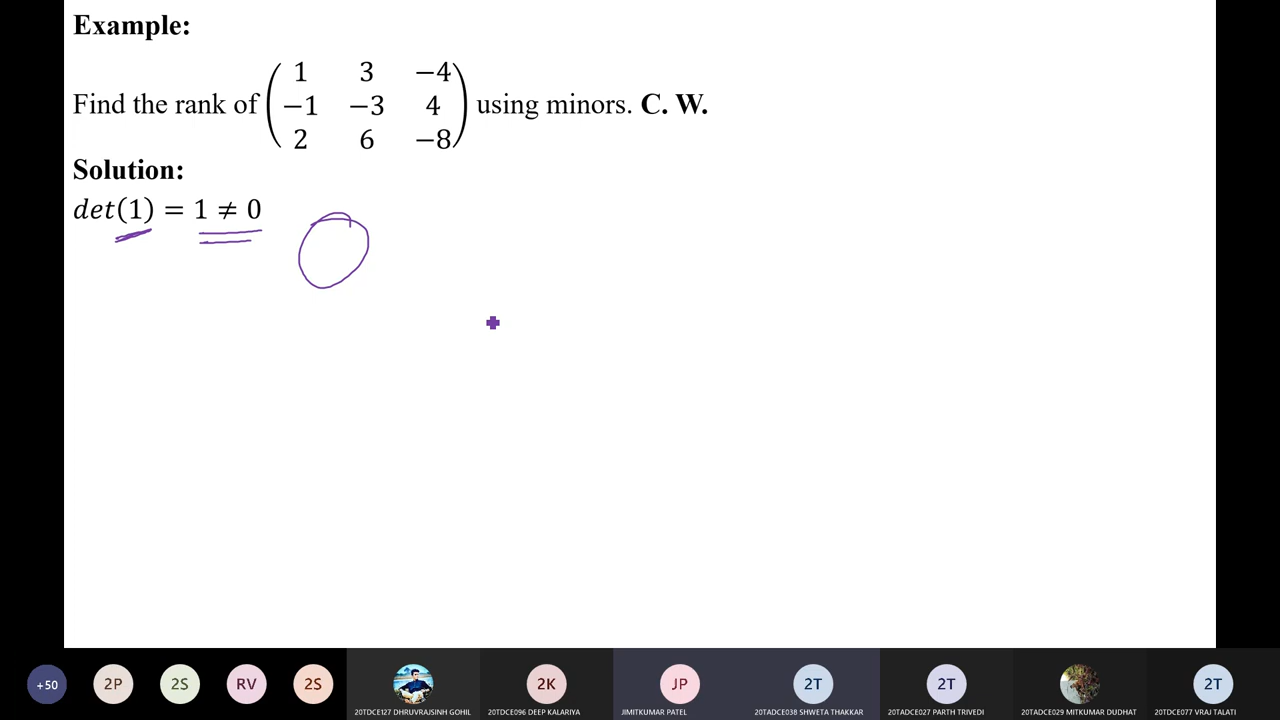 Example:
Find the rank of (1 3 −4
−1 −3 4
2 6 −8) using minors. C. W.
Solution:
det(1) = 1 ≠ 0
+50 2P 2S RV 2S 2K JP 2T 2T 2T
20TDCE127 DHRUVRAJSINH GOHIL 20TDCE096 DEEP KALARIYA JIMITKUMAR PATEL 20TADCE038 SHWETA THAKKAR 20TADCE027 PARTH TRIVEDI 20TADCE029 MITKUMAR DUDHAT 20TDCE077 VRAJ TALATI